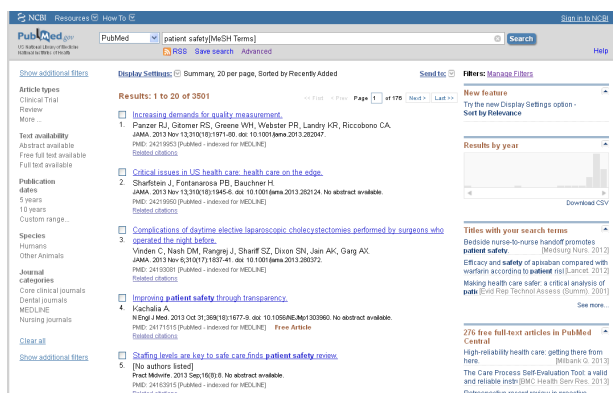 NCBI Resources How To Sign in to NCBI
PubMed.gov PubMed patient safety[MeSH Terms] Search
US National Library of Medicine
National Institutes of Health
RSS Save search Advanced Help
Show additional filters
Article types
Clinical Trial
Review
More ...
Text availability
Abstract available
Free full text available
Full text available
Publication
dates
5 years
10 years
Custom range...
Species
Humans
Other Animals
Journal
categories
Core clinical journals
Dental journals
MEDLINE
Nursing journals
Clear all
Show additional filters
Display Settings: Summary, 20 per page, Sorted by Recently Added Send to:
Results: 1 to 20 of 3501
<< First < Prev Page 1 of 176 Next > Last >>
Increasing demands for quality measurement.
1. Panzer RJ, Gitomer RS, Greene WH, Webster PR, Landry KR, Riccobono CA.
JAMA. 2013 Nov 13;310(18):1971-80. doi: 10.1001/jama.2013.282047.
PMID: 24219953 [PubMed - indexed for MEDLINE]
Related citations
Critical issues in US health care: health care on the edge.
2. Sharfstein J, Fontanarosa PB, Bauchner H.
JAMA. 2013 Nov 13;310(18):1945-6. doi: 10.1001/jama.2013.282124. No abstract available.
PMID: 24219950 [PubMed - indexed for MEDLINE]
Related citations
Complications of daytime elective laparoscopic cholecystectomies performed by surgeons who
3. operated the night before.
Vinden C, Nash DM, Rangrej J, Shariff SZ, Dixon SN, Jain AK, Garg AX.
JAMA. 2013 Nov 6;310(17):1837-41. doi: 10.1001/jama.2013.280372.
PMID: 24193081 [PubMed - indexed for MEDLINE]
Related citations
Improving patient safety through transparency.
4. Kachalia A.
N Engl J Med. 2013 Oct 31;369(18):1677-9. doi: 10.1056/NEJMp1303960. No abstract available.
PMID: 24171515 [PubMed - indexed for MEDLINE] Free Article
Related citations
Staffing levels are key to safe care, finds patient safety review.
5. [No authors listed]
Pract Midwife. 2013 Sep;16(8):8. No abstract available.
PMID: 24163915 [PubMed - indexed for MEDLINE]
Related citations
Filters: Manage Filters
New feature
Try the new Display Settings option -
Sort by Relevance
Results by year
Download CSV
Titles with your search terms
Bedside nurse-to-nurse handoff promotes
patient safety. [Medsurg Nurs. 2012]
Efficacy and safety of apixaban compared with
warfarin according to patient ris [Lancet. 2012]
Making health care safer: a critical analysis of
pati [Evid Rep Technol Assess (Summ). 2001]
See more...
276 free full-text articles in PubMed
Central
High-reliability health care: getting there from
here. [Milbank Q. 2013]
The Care Process Self-Evaluation Tool: a valid
and reliable instr [BMC Health Serv Res. 2013]